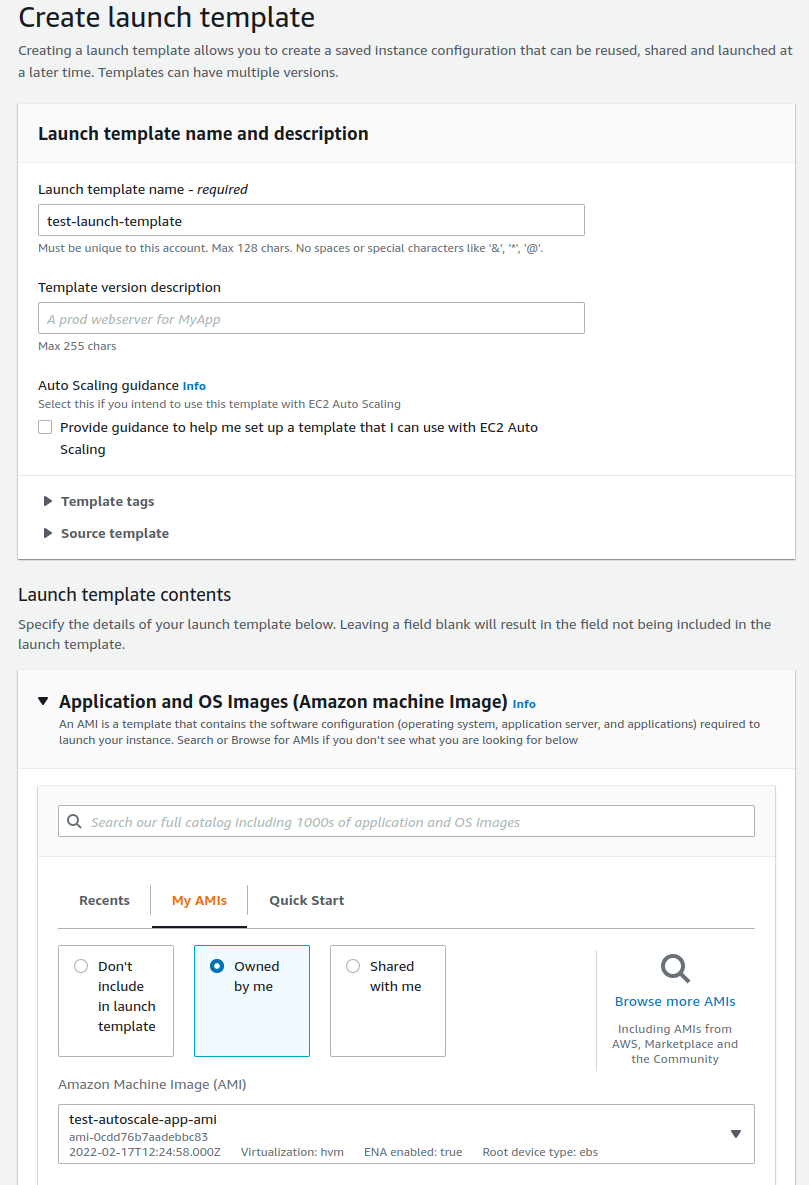 Create launch template
Creating a launch template allows you to create a saved instance configuration that can be reused, shared and launched at
a later time. Templates can have multiple versions.
Launch template name and description
Launch template name - required
test-launch-template
Must be unique to this account. Max 128 chars. No spaces or special characters like '&', '*', '@'.
Template version description
A prod webserver for MyApp
Max 255 chars
Auto Scaling guidance Info
Select this if you intend to use this template with EC2 Auto Scaling
Provide guidance to help me set up a template that I can use with EC2 Auto
Scaling
Template tags
Source template
Launch template contents
Specify the details of your launch template below. Leaving a field blank will result in the field not being included in the
launch template.
Application and OS Images (Amazon machine Image) Info
An AMI is a template that contains the software configuration (operating system, application server, and applications) required to
launch your instance. Search or Browse for AMIs if you don't see what you are looking for below
Search our full catalog including 1000s of application and OS images
Recents My AMIs Quick Start
Don't
include
in launch
template
Owned
by me
Shared
with me
Browse more AMIs
Including AMIs from
AWS, Marketplace and
the Community
Amazon Machine Image (AMI)
test-autoscale-app-ami
ami-0cdd76b7aadebbc83
2022-02-17T12:24:58.000Z Virtualization: hvm ENA enabled: true Root device type: ebs